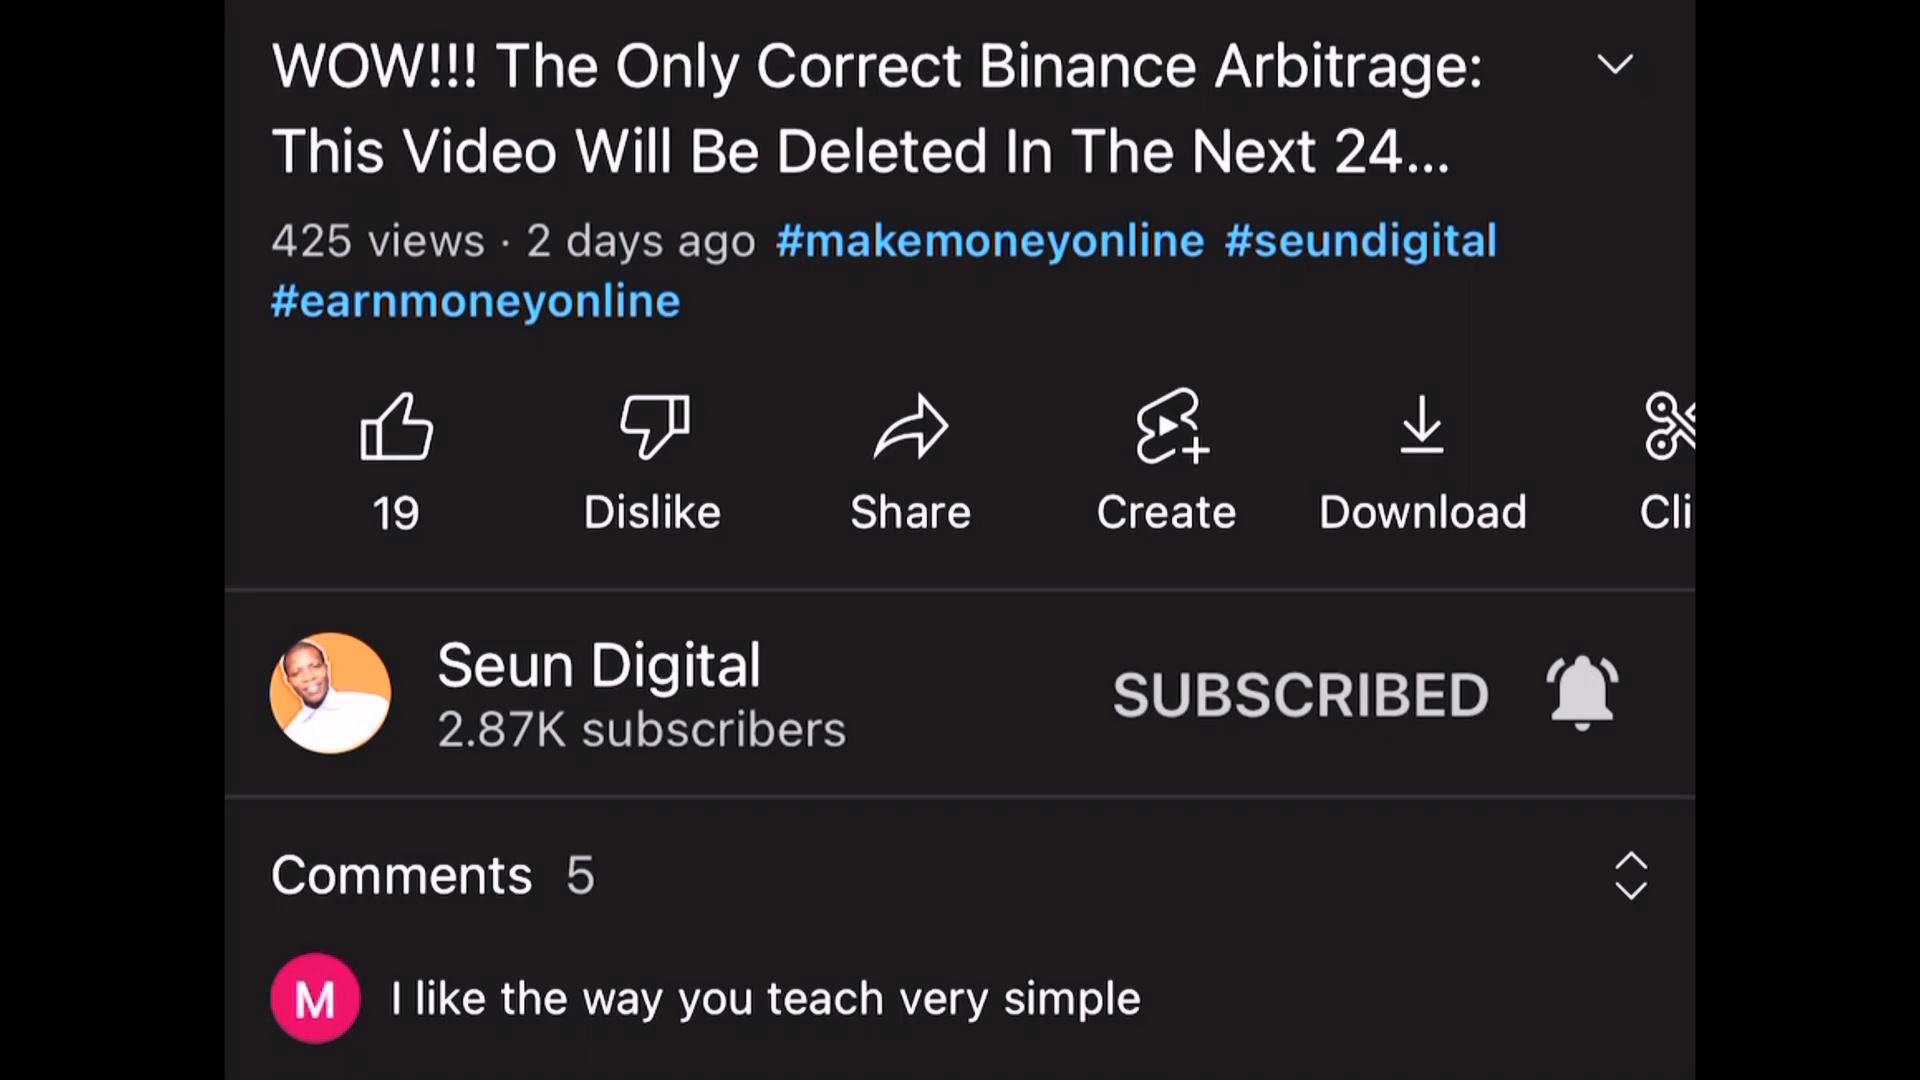 WOW!!! The Only Correct Binance Arbitrage:
This Video Will Be Deleted In The Next 24...
425 views · 2 days ago #makemoneyonline #seundigital
#earnmoneyonline
19 Dislike Share Create Download Cli
Seun Digital
2.87K subscribers
SUBSCRIBED
Comments 5
M I like the way you teach very simple